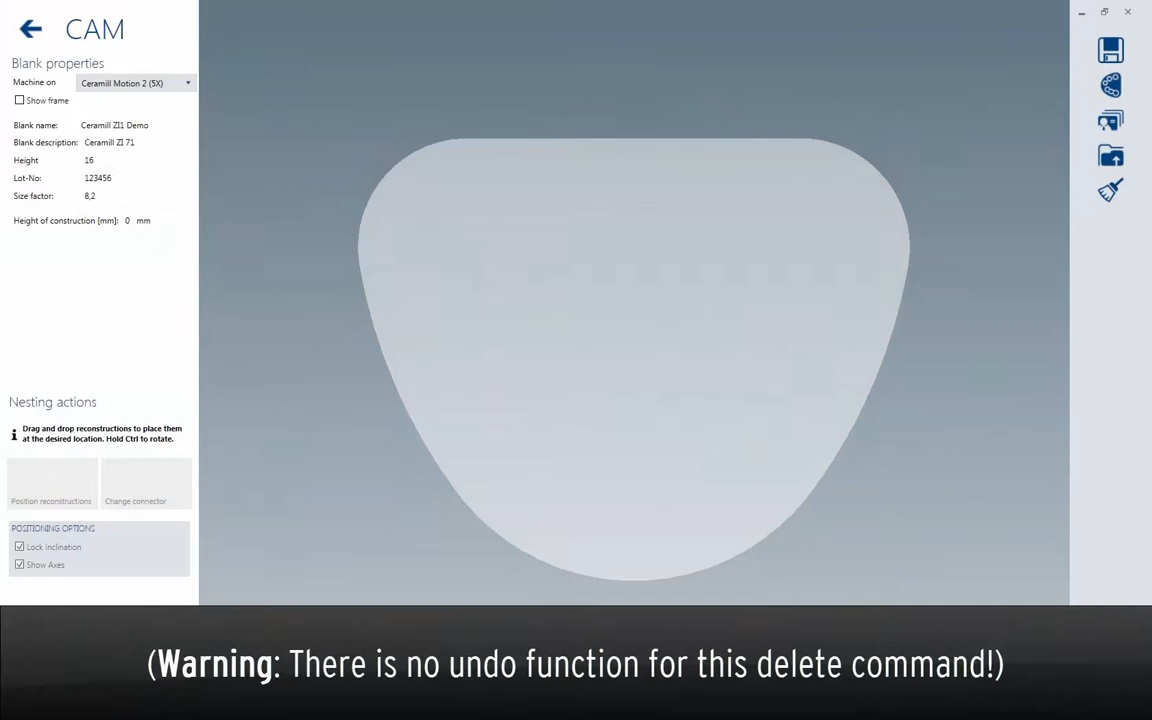 CAM
Blank properties
Machine on Ceramill Motion 2 (5X)
Show frame
Blank name: Ceramill ZI1 Demo
Blank description: Ceramill ZI 71
Height 16
Lot-No: 123456
Size factor: 8,2
Height of construction [mm]: 0 mm
Nesting actions
Drag and drop reconstructions to place them
at the desired location. Hold Ctrl to rotate.
Position reconstructions Change connector
POSITIONING OPTIONS
Lock Inclination
Show Axes
(Warning: There is no undo function for this delete command!)